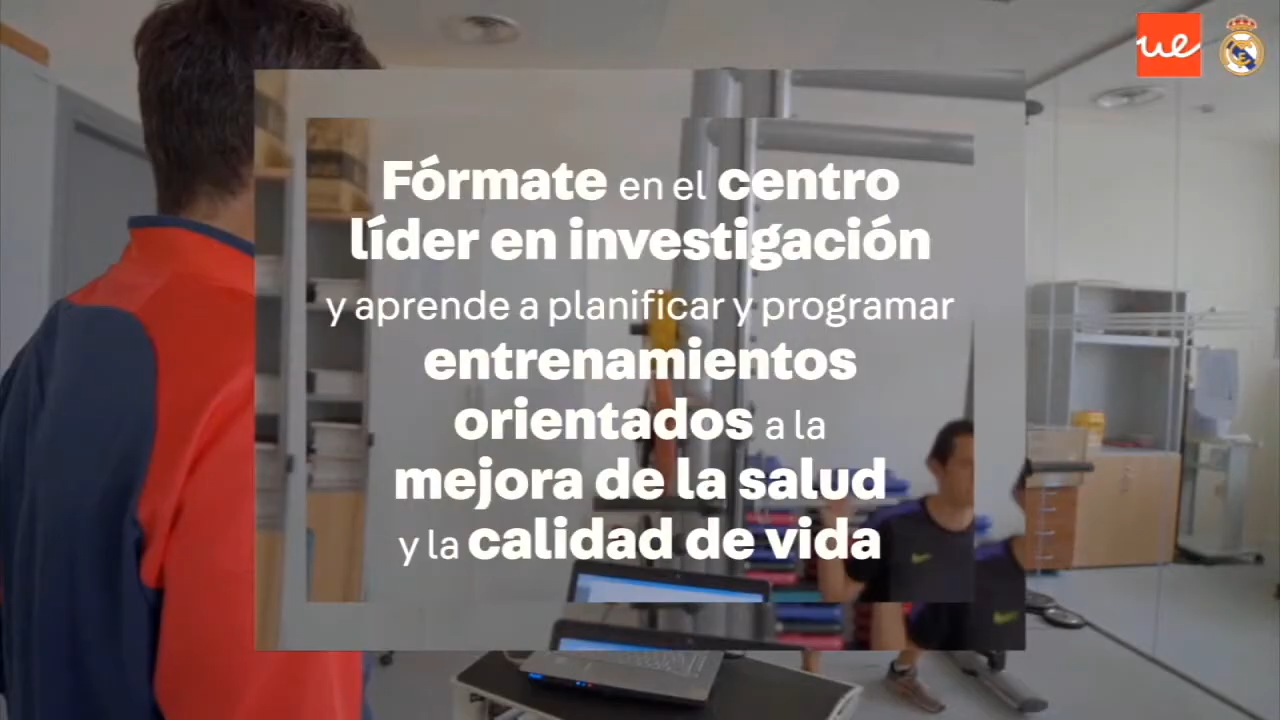 ue
Fórmate en el centro
líder en investigación
y aprende a planificar y programar
entrenamientos
orientados a la
mejora de la salud
y la calidad de vida